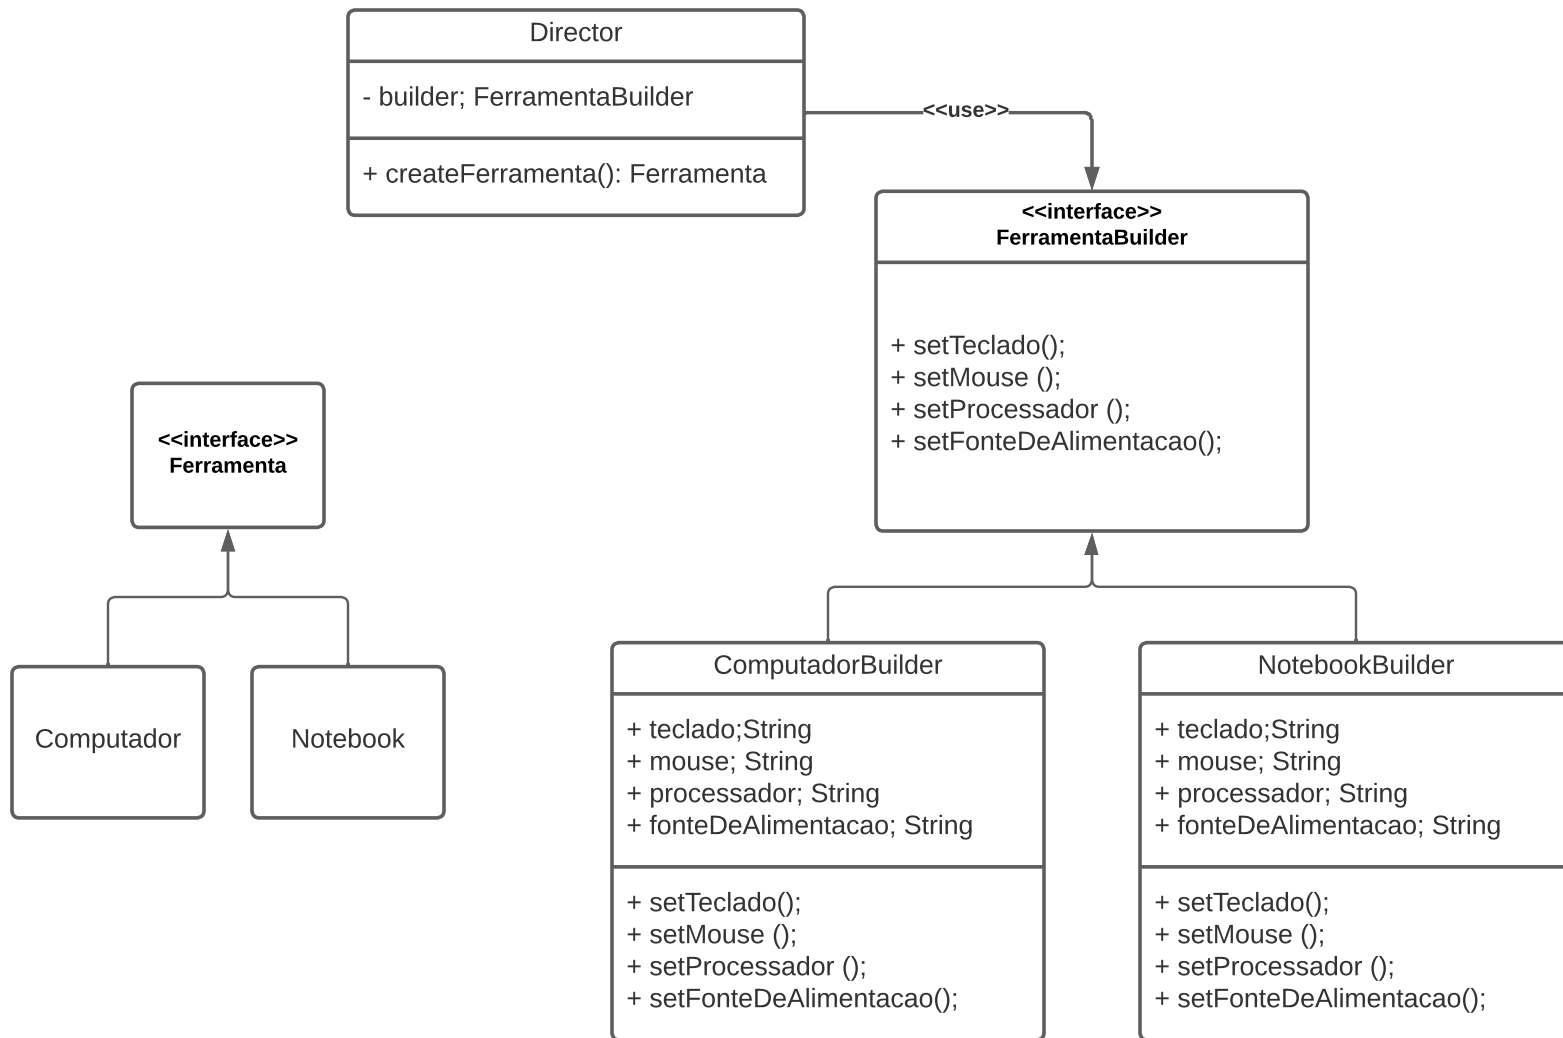 Director
- builder; FerramentaBuilder
+ createFerramenta(): Ferramenta
<<use>>
<<interface>>
FerramentaBuilder
+ setTeclado();
+ setMouse ();
+ setProcessador ();
+ setFonteDeAlimentacao();
<<interface>>
Ferramenta
Computador
Notebook
ComputadorBuilder
+ teclado;String
+ mouse; String
+ processador; String
+ fonteDeAlimentacao; String
+ setTeclado();
+ setMouse ();
+ setProcessador ();
+ setFonteDeAlimentacao();
NotebookBuilder
+ teclado;String
+ mouse; String
+ processador; String
+ fonteDeAlimentacao; String
+ setTeclado();
+ setMouse ();
+ setProcessador ();
+ setFonteDeAlimentacao();